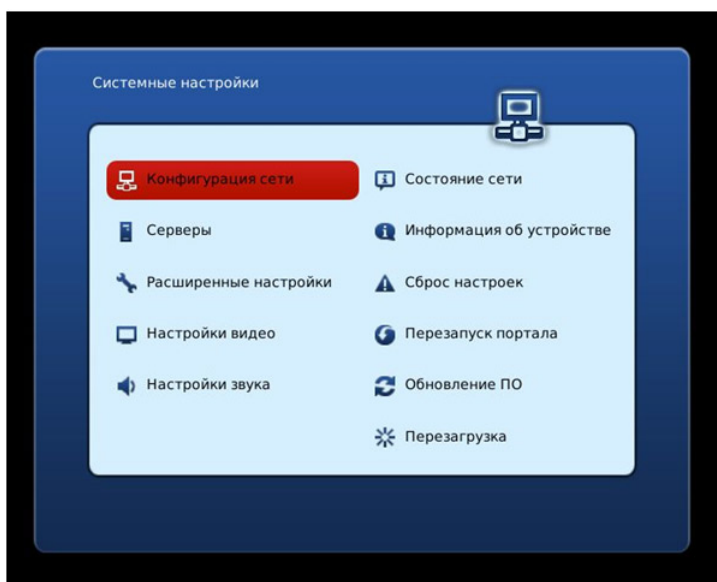 Системные настройки
Конфигурация сети
Серверы
Расширенные настройки
Настройки видео
Настройки звука
Состояние сети
Информация об устройстве
Сброс настроек
Перезапуск портала
Обновление ПО
Перезагрузка